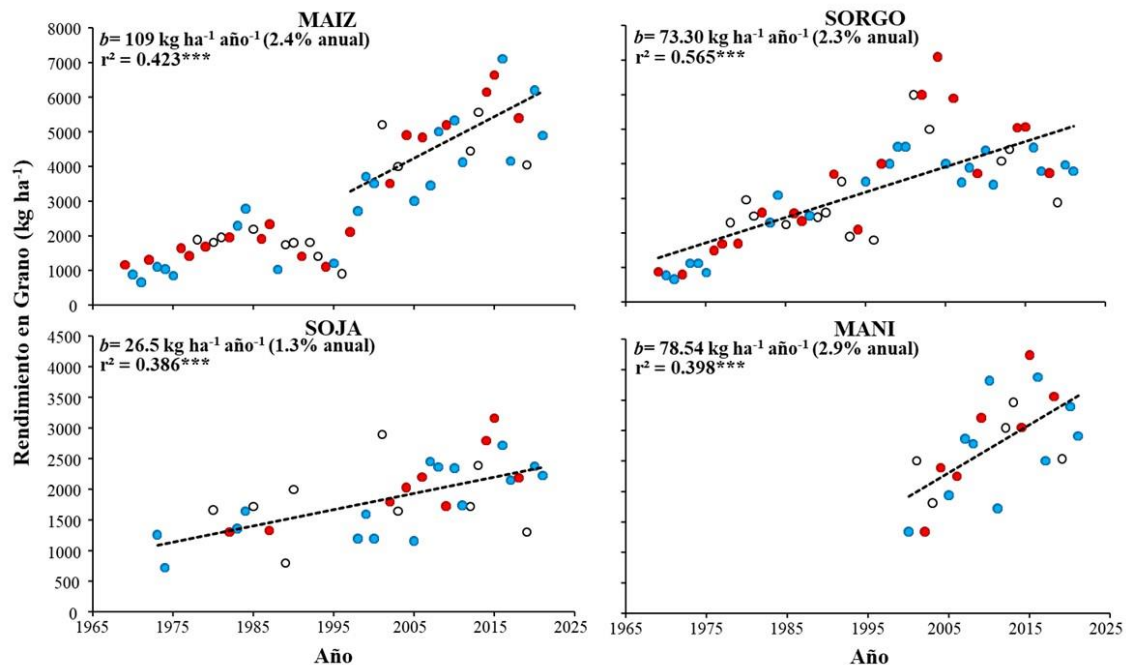 MAIZ
b= 109 kg ha⁻¹ año⁻¹ (2.4% anual)
r² = 0.423***
SORGO
b= 73.30 kg ha⁻¹ año⁻¹ (2.3% anual)
r² = 0.565***
8000
7000
6000
5000
4000
3000
2000
1000
0
Rendimiento en Grano (kg ha⁻¹)
SOJA
b= 26.5 kg ha⁻¹ año⁻¹ (1.3% anual)
r² = 0.386***
MANI
b= 78.54 kg ha⁻¹ año⁻¹ (2.9% anual)
r² = 0.398***
4500
4000
3500
3000
2500
2000
1500
1000
500
0
1965 1975 1985 1995 2005 2015 2025
1965 1975 1985 1995 2005 2015 2025
Año
Año